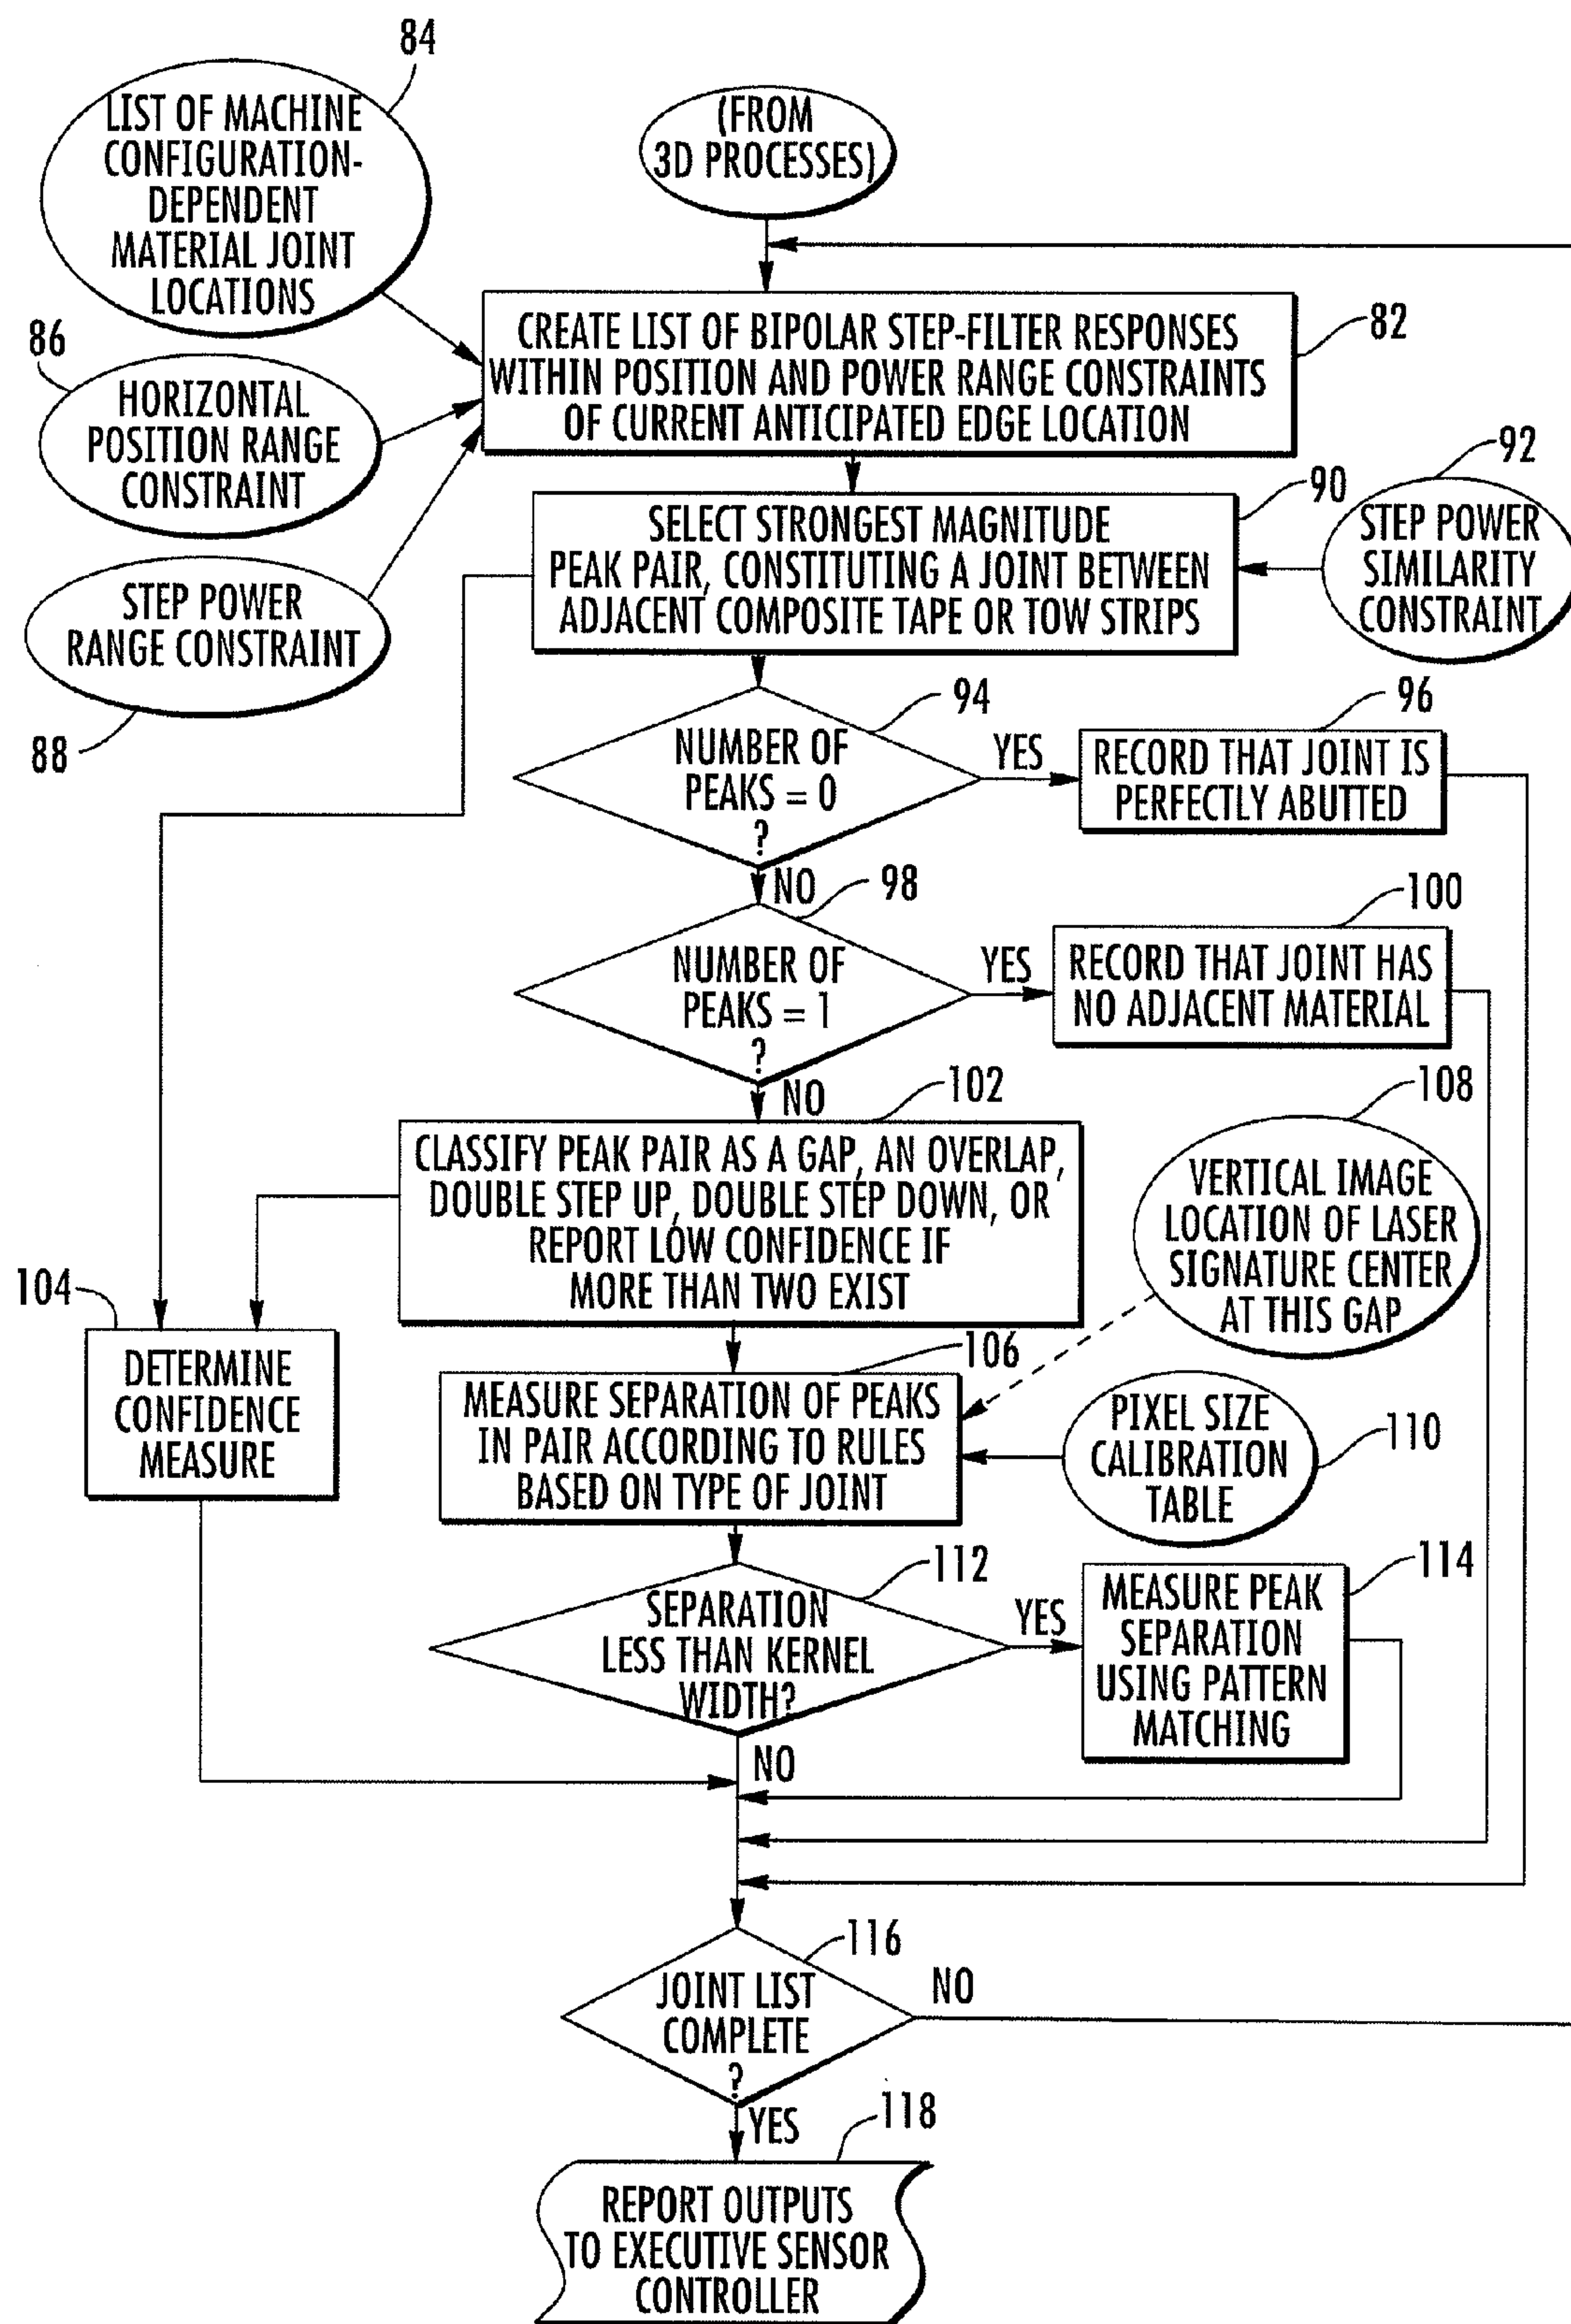 84
LIST OF MACHINE
CONFIGURATION-
DEPENDENT
MATERIAL JOINT
LOCATIONS
(FROM
3D PROCESSES)
86
HORIZONTAL
POSITION RANGE
CONSTRAINT
82
CREATE LIST OF BIPOLAR STEP-FILTER RESPONSES
WITHIN POSITION AND POWER RANGE CONSTRAINTS
OF CURRENT ANTICIPATED EDGE LOCATION
STEP POWER
RANGE CONSTRAINT
88
90
SELECT STRONGEST MAGNITUDE
PEAK PAIR, CONSTITUTING A JOINT BETWEEN
ADJACENT COMPOSITE TAPE OR TOW STRIPS
92
STEP POWER
SIMILARITY
CONSTRAINT
94
NUMBER OF
PEAKS = 0
?
YES
96
RECORD THAT JOINT IS
PERFECTLY ABUTTED
NO
98
NUMBER OF
PEAKS = 1
?
YES
100
RECORD THAT JOINT HAS
NO ADJACENT MATERIAL
NO
102
CLASSIFY PEAK PAIR AS A GAP, AN OVERLAP,
DOUBLE STEP UP, DOUBLE STEP DOWN, OR
REPORT LOW CONFIDENCE IF
MORE THAN TWO EXIST
108
VERTICAL IMAGE
LOCATION OF LASER
SIGNATURE CENTER
AT THIS GAP
104
DETERMINE
CONFIDENCE
MEASURE
106
MEASURE SEPARATION OF PEAKS
IN PAIR ACCORDING TO RULES
BASED ON TYPE OF JOINT
PIXEL SIZE
CALIBRATION
TABLE
110
112
SEPARATION
LESS THAN KERNEL
WIDTH?
YES
114
MEASURE PEAK
SEPARATION
USING PATTERN
MATCHING
NO
116
JOINT LIST
COMPLETE
?
NO
YES
118
REPORT OUTPUTS
TO EXECUTIVE SENSOR
CONTROLLER